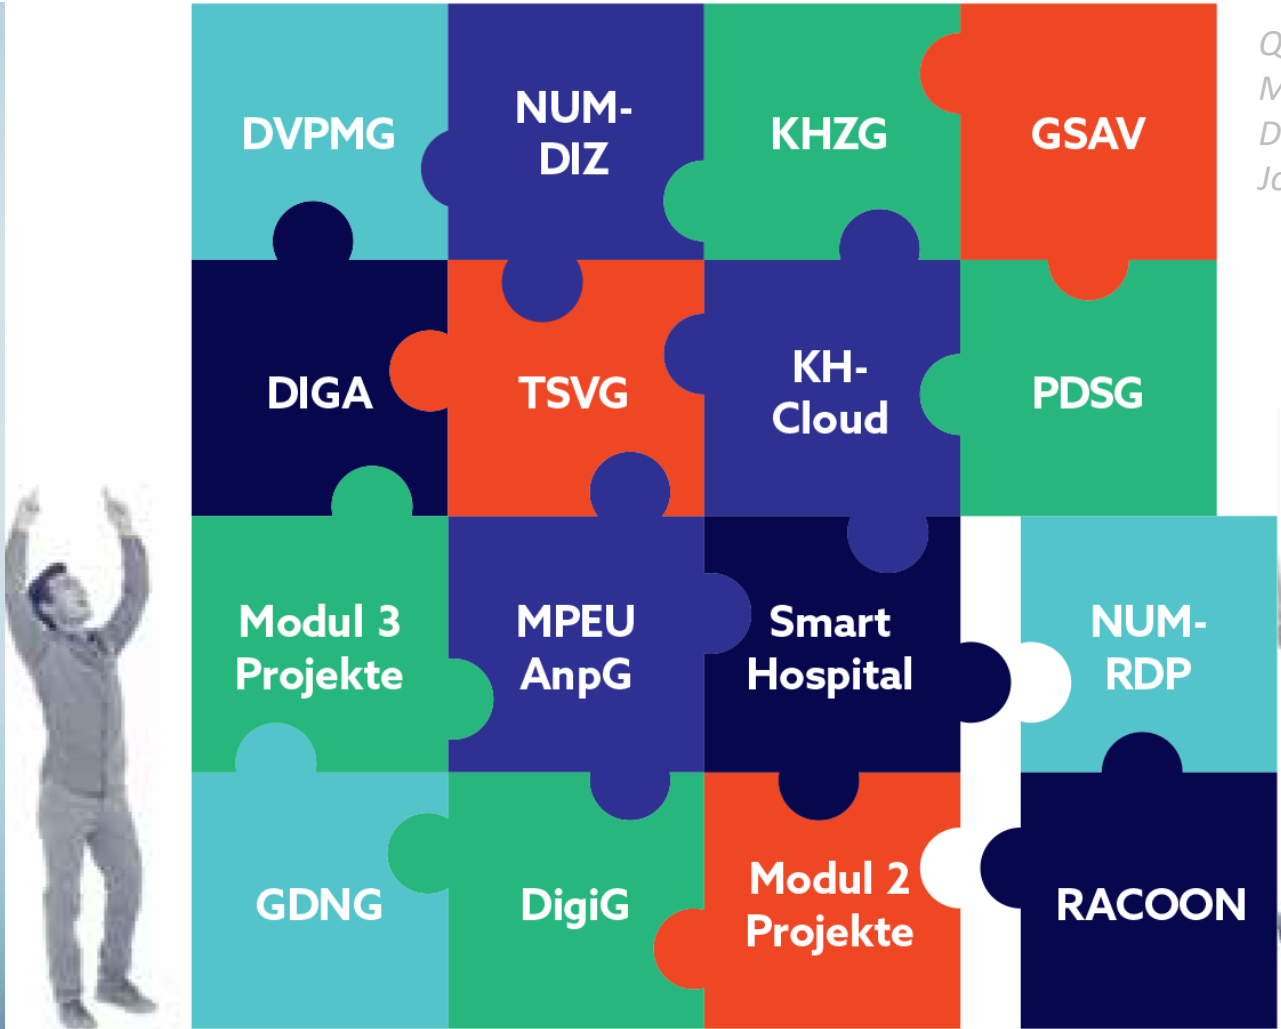 DVPMG
NUM-
DIZ
KHZG
GSAV
DIGA
TSVG
KH-
Cloud
PDSG
Modul 3
Projekte
MPEU
AnpG
Smart
Hospital
NUM-
RDP
GDNG
DigiG
Modul 2
Projekte
RACOON